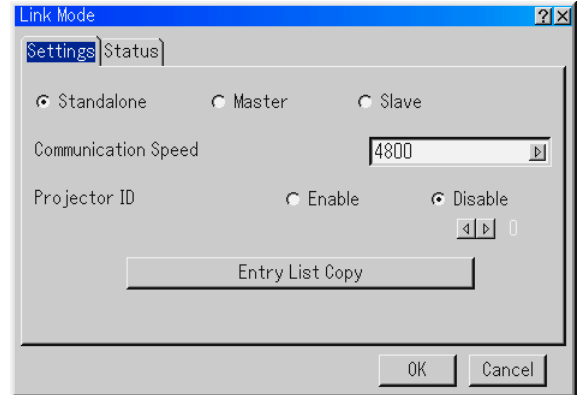 Link Mode
Settings Status
Standalone Master Slave
Communication Speed 4800
Projector ID Enable Disable
0
Entry List Copy
OK Cancel